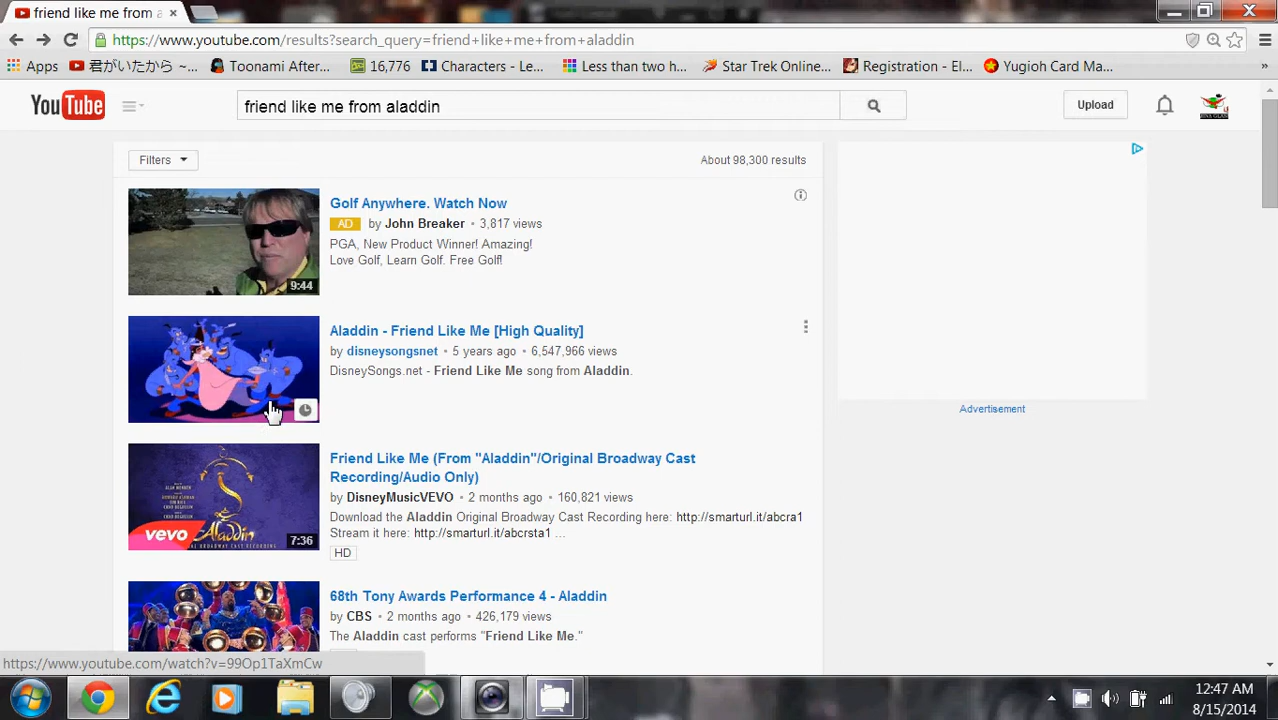 friend like me from a
https://www.youtube.com/results?search_query=friend+like+me+from+aladdin
Apps 君がいたから ~... Toonami After... 16,776 Characters - Le... Less than two h... Star Trek Online... Registration - El... Yugioh Card Ma... »
YouTube friend like me from aladdin Upload
Filters About 98,300 results
Golf Anywhere. Watch Now
AD by John Breaker • 3,817 views
PGA, New Product Winner! Amazing!
Love Golf, Learn Golf. Free Golf!
9:44
Aladdin - Friend Like Me [High Quality]
by disneysongsnet • 5 years ago • 6,547,966 views
DisneySongs.net - Friend Like Me song from Aladdin.
Advertisement
Friend Like Me (From "Aladdin"/Original Broadway Cast
Recording/Audio Only)
by DisneyMusicVEVO • 2 months ago • 160,821 views
Download the Aladdin Original Broadway Cast Recording here: http://smarturl.it/abcra1
Stream it here: http://smarturl.it/abcrsta1 ...
HD
vevo Aladdin
7:36
68th Tony Awards Performance 4 - Aladdin
by CBS • 2 months ago • 426,179 views
The Aladdin cast performs "Friend Like Me."
https://www.youtube.com/watch?v=99Op1TaXmCw
12:47 AM
8/15/2014